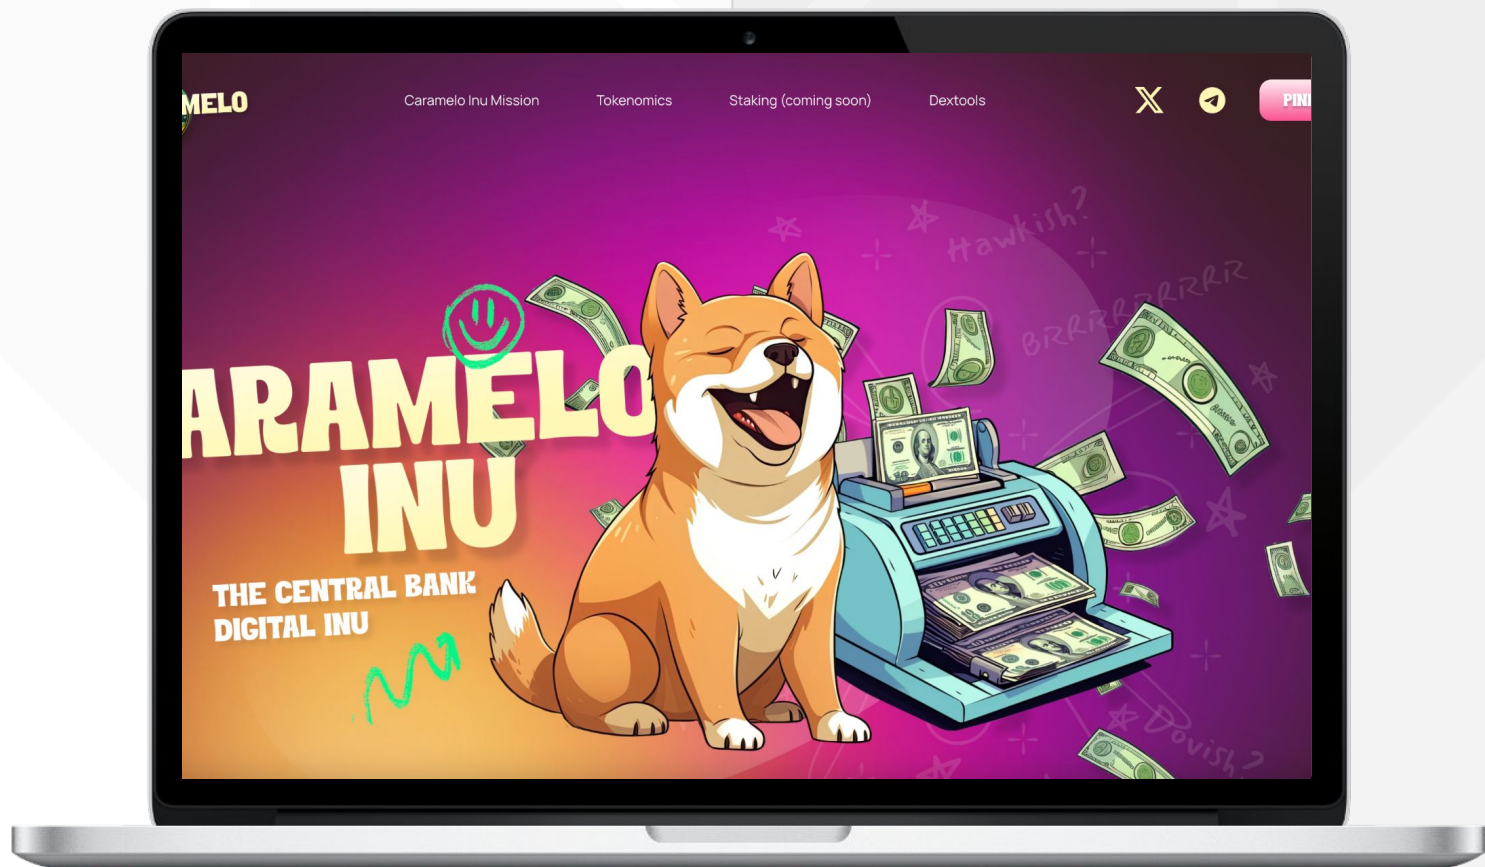 MELO
Caramelo Inu Mission
Tokenomics
Staking (coming soon)
Dextools
PIN
Hawkish?
BRRRRRRRR
ARAMELO
INU
THE CENTRAL BANK
DIGITAL INU
Dovish?